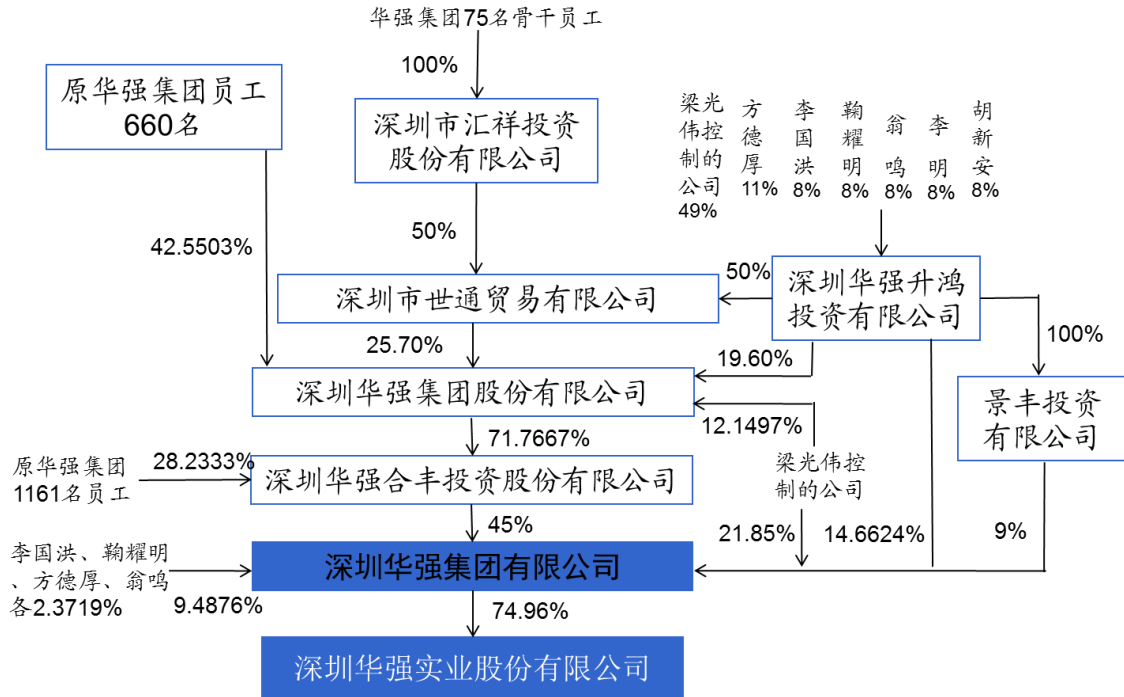 华强集团75名骨干员工
100%
原华强集团员工
660名
深圳市汇祥投资
股份有限公司
梁光
伟控
制的
公司
49%
方
德
厚
11%
李
国
洪
8%
鞠
耀
明
8%
翁
鸣
8%
李
明
8%
胡
新
安
8%
42.5503%
50%
50%
深圳市世通贸易有限公司
深圳华强升鸿
投资有限公司
100%
25.70%
19.60%
深圳华强集团股份有限公司
景丰投资
有限公司
71.7667%
12.1497%
原华强集团
1161名员工
28.2333%
深圳华强合丰投资股份有限公司
梁光伟控
制的公司
45%
21.85%
14.6624%
9%
李国洪、鞠耀明
、方德厚、翁鸣
各2.3719%
9.4876%
深圳华强集团有限公司
74.96%
深圳华强实业股份有限公司